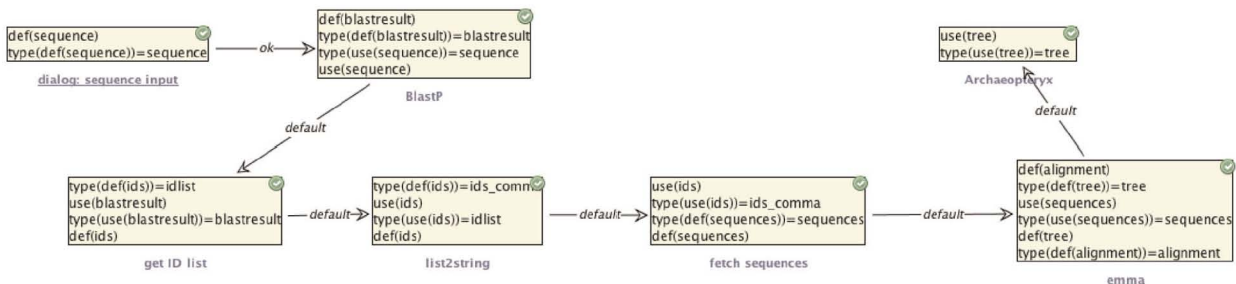 def(sequence)
type(def(sequence))=sequence
dialog: sequence input
ok
def(blastresult)
type(def(blastresult))=blastresult
type(use(sequence))=sequence
use(sequence)
BlastP
use(tree)
type(use(tree))=tree
Archaeopteryx
default
default
type(def(ids))=idlist
use(blastresult)
type(use(blastresult))=blastresult
def(ids)
get ID list
default
type(def(ids))=ids_comma
use(ids)
type(use(ids))=idlist
def(ids)
list2string
default
use(ids)
type(use(ids))=ids_comma
type(def(sequences))=sequences
def(sequences)
fetch sequences
default
def(alignment)
type(def(tree))=tree
use(sequences)
type(use(sequences))=sequences
def(tree)
type(def(alignment))=alignment
emma